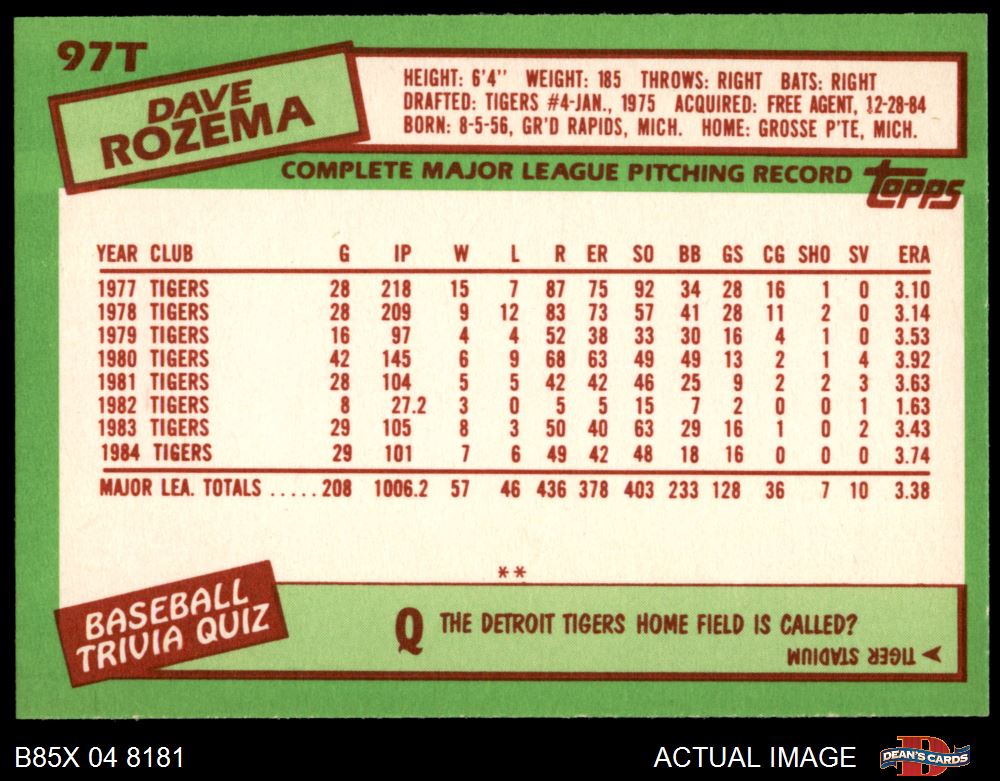 97T
DAVE
ROZEMA
HEIGHT: 6'4" WEIGHT: 185 THROWS: RIGHT BATS: RIGHT
DRAFTED: TIGERS #4-JAN., 1975 ACQUIRED: FREE AGENT, 12-28-84
BORN: 8-5-56, GR'D RAPIDS, MICH. HOME: GROSSE P'TE, MICH.
COMPLETE MAJOR LEAGUE PITCHING RECORD topps
YEAR CLUB G IP W L R ER SO BB GS CG SHO SV ERA
1977 TIGERS 28 218 15 7 87 75 92 34 28 16 1 0 3.10
1978 TIGERS 28 209 9 12 83 73 57 41 28 11 2 0 3.14
1979 TIGERS 16 97 4 4 52 38 33 30 16 4 1 0 3.53
1980 TIGERS 42 145 6 9 68 63 49 49 13 2 1 4 3.92
1981 TIGERS 28 104 5 5 42 42 46 25 9 2 2 3 3.63
1982 TIGERS 8 27.2 3 0 5 5 15 7 2 0 0 1 1.63
1983 TIGERS 29 105 8 3 50 40 63 29 16 1 0 2 3.43
1984 TIGERS 29 101 7 6 49 42 48 18 16 0 0 0 3.74
MAJOR LEA. TOTALS .....208 1006.2 57 46 436 378 403 233 128 36 7 10 3.38
**
BASEBALL
TRIVIA QUIZ
Q THE DETROIT TIGERS HOME FIELD IS CALLED?
TIGER STADIUM
B85X 04 8181 ACTUAL IMAGE DEAN'S CARDS